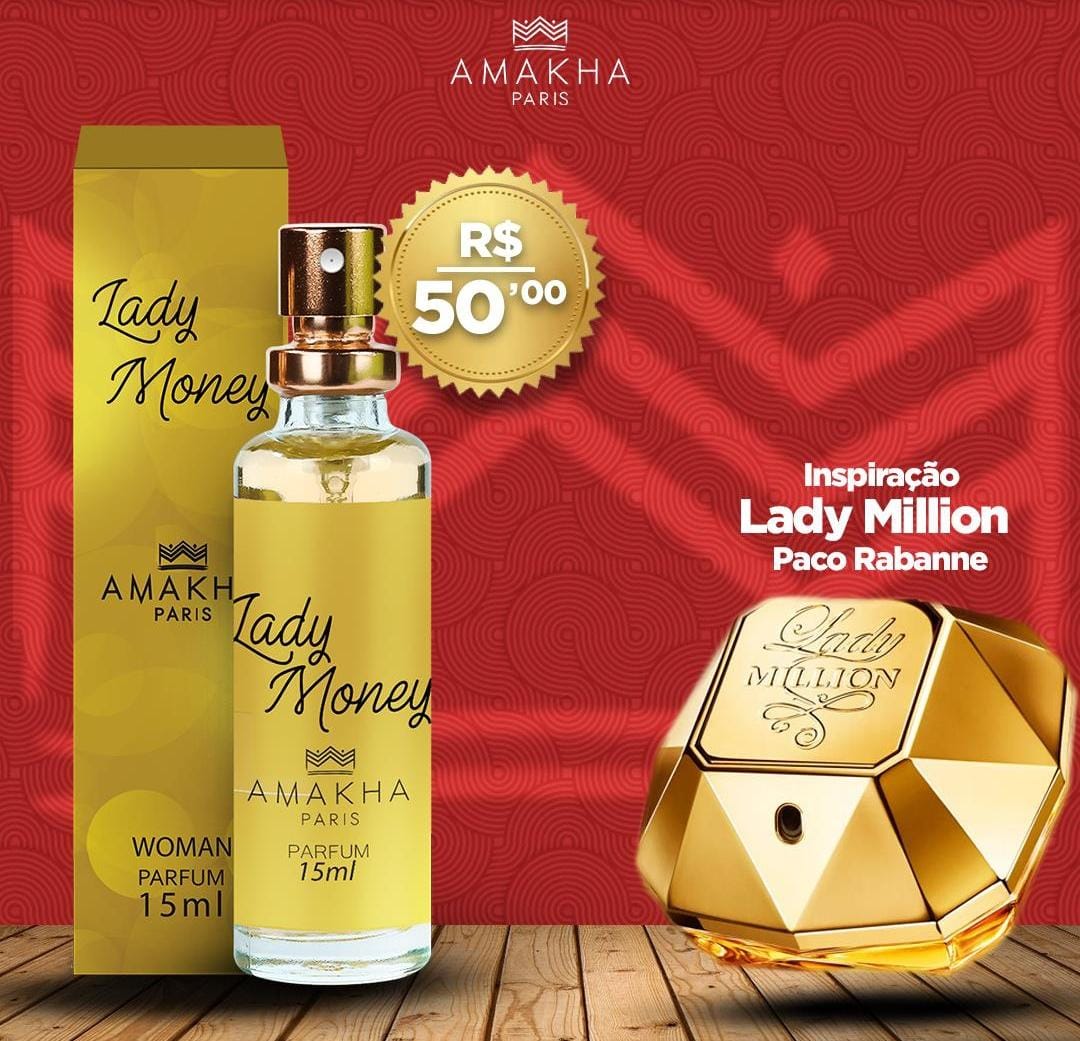 AMAKHA
PARIS
Lady
Money
AMAKH
PARIS
WOMAN
PARFUM
15ml
Lady
Money
AMAKHA
PARIS
PARFUM
15ml
R$
50,00
Inspiração
Lady Million
Paco Rabanne
Lady
MILLION